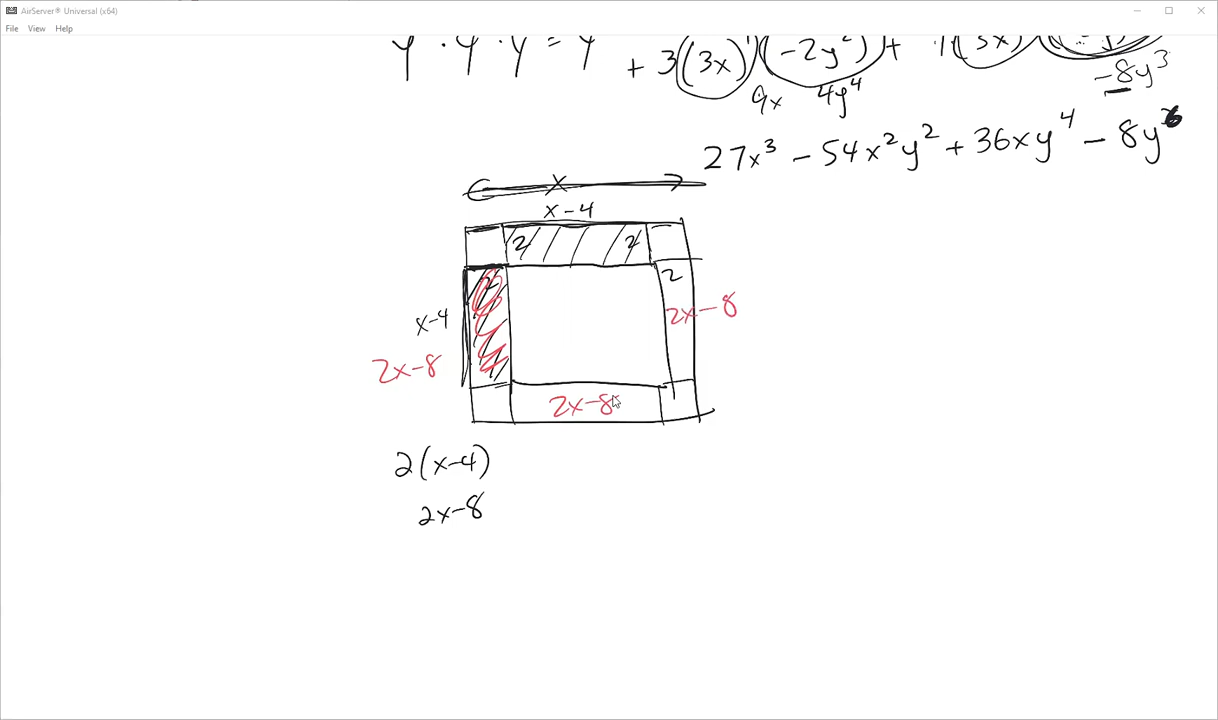 AirServer® Universal (x64)
File View Help
y · y · y = y
+ 3(3x)¹(-2y²) +
9x 4y⁴
-8y³
27x³ - 54x²y² + 36xy⁴ - 8y⁶
x
x-4
2 2
2
x-4
2x-8
2x-8
2x-8
2(x-4)
2x-8